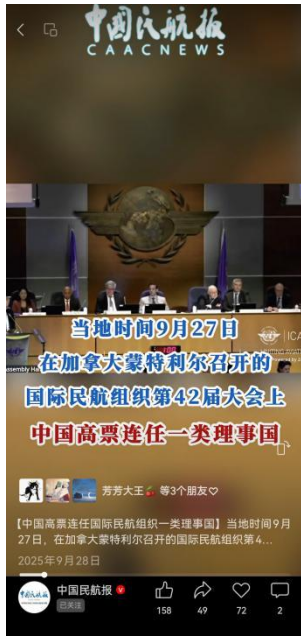 中国民航报
CAACNEWS
当地时间9月27日
在加拿大蒙特利尔召开的
国际民航组织第42届大会上
中国高票连任一类理事国
芳芳大王🍒 等3个朋友♡
【中国高票连任国际民航组织一类理事国】当地时间9月
27日,在加拿大蒙特利尔召开的国际民航组织第4...
2025年9月28日
中国民航报
已关注
158
49
72
2